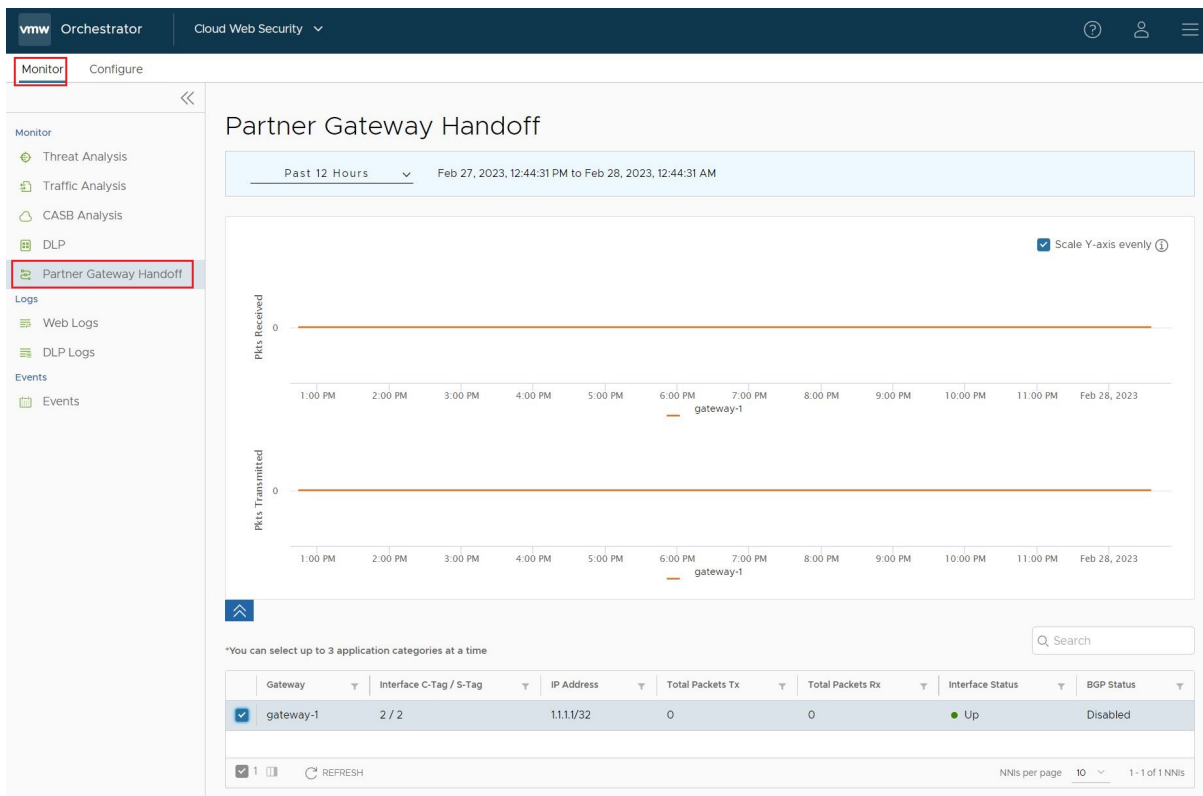 vmw Orchestrator Cloud Web Security
Monitor Configure
Monitor
Threat Analysis
Traffic Analysis
CASB Analysis
DLP
Partner Gateway Handoff
Logs
Web Logs
DLP Logs
Events
Events
Partner Gateway Handoff
Past 12 Hours Feb 27, 2023, 12:44:31 PM to Feb 28, 2023, 12:44:31 AM
Scale Y-axis evenly
Pkts Received
0
1:00 PM 2:00 PM 3:00 PM 4:00 PM 5:00 PM 6:00 PM 7:00 PM 8:00 PM 9:00 PM 10:00 PM 11:00 PM Feb 28, 2023
gateway-1
Pkts Transmitted
0
1:00 PM 2:00 PM 3:00 PM 4:00 PM 5:00 PM 6:00 PM 7:00 PM 8:00 PM 9:00 PM 10:00 PM 11:00 PM Feb 28, 2023
gateway-1
*You can select up to 3 application categories at a time
Search
Gateway Interface C-Tag / S-Tag IP Address Total Packets Tx Total Packets Rx Interface Status BGP Status
gateway-1 2 / 2 1.1.1.1/32 0 0 Up Disabled
1 REFRESH NNIs per page 10 1 - 1 of 1 NNIs